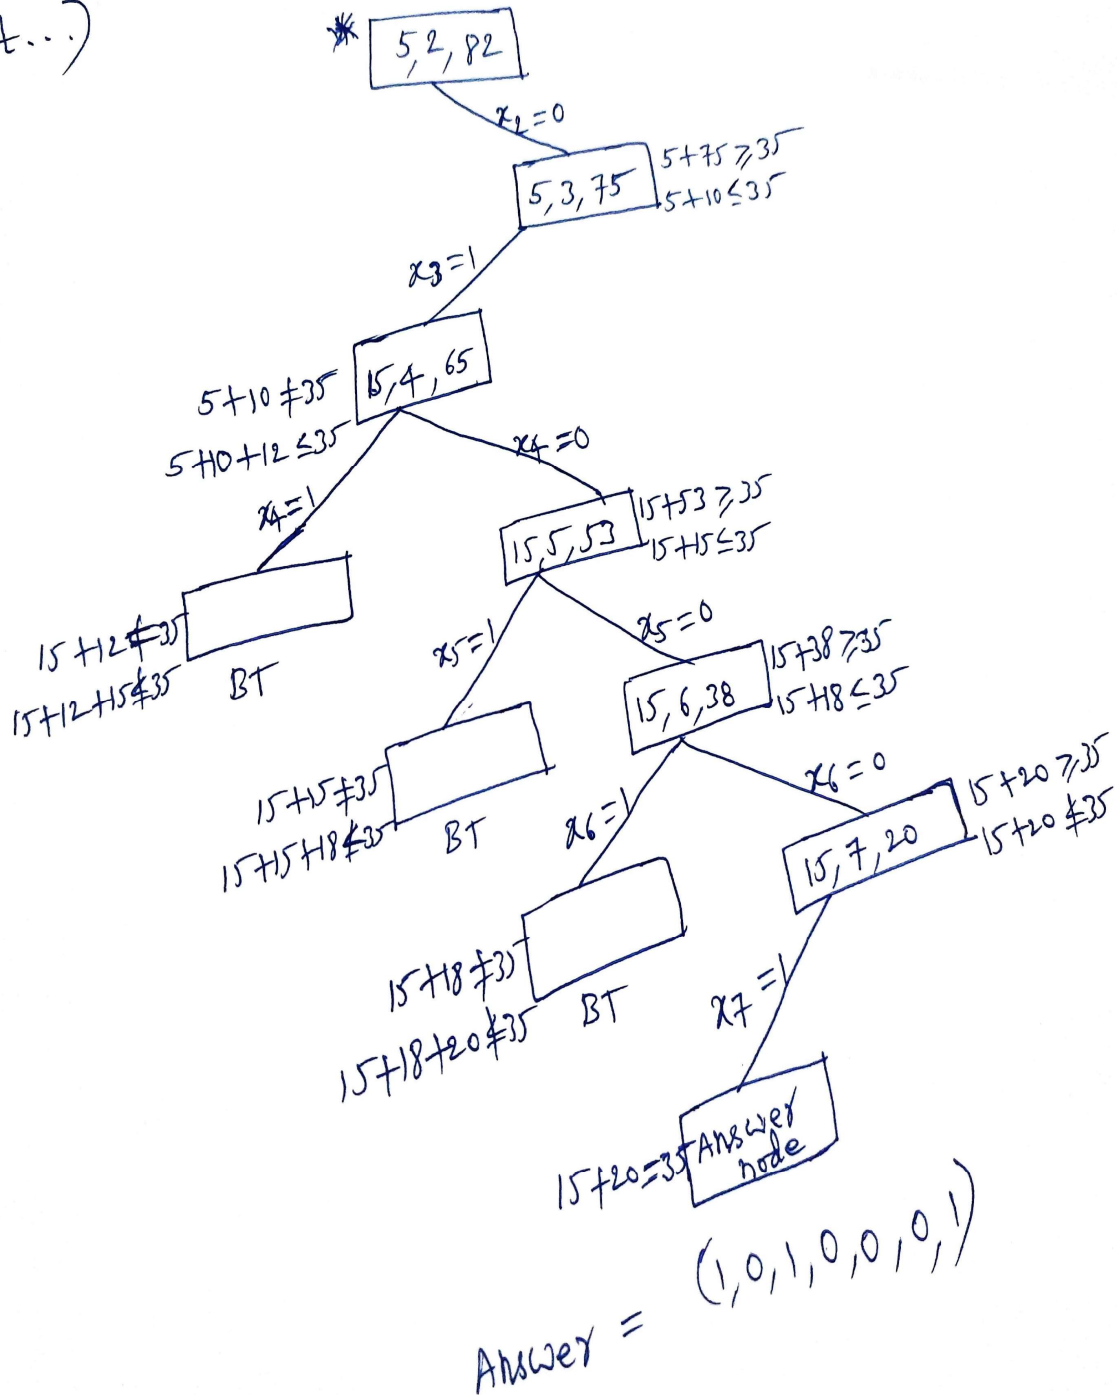 t...)
* 5,2,82
x2=0
5,3,75
5+75≥35
5+10≤35
x3=1
15,4,65
5+10≠35
5+10+12≤35
x4=1
x4=0
15+12≠35
15+12+15≰35
BT
15,5,53
15+53≥35
15+15≤35
x5=1
x5=0
15+15≠35
15+15+18≰35
BT
15,6,38
15+38≥35
15+18≤35
x6=1
x6=0
15+18≠35
15+18+20≰35
BT
15,7,20
15+20≥35
15+20≰35
x7=1
15+20=35
Answer
node
Answer = (1,0,1,0,0,0,1)